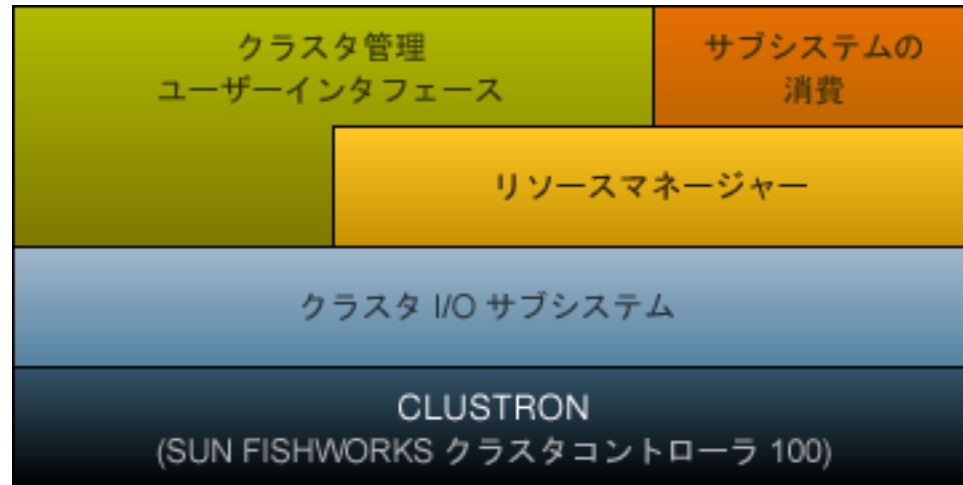 クラスタ管理
ユーザーインタフェース
サブシステムの
消費
リソースマネージャー
クラスタ I/O サブシステム
CLUSTRON
(SUN FISHWORKS クラスタコントローラ 100)